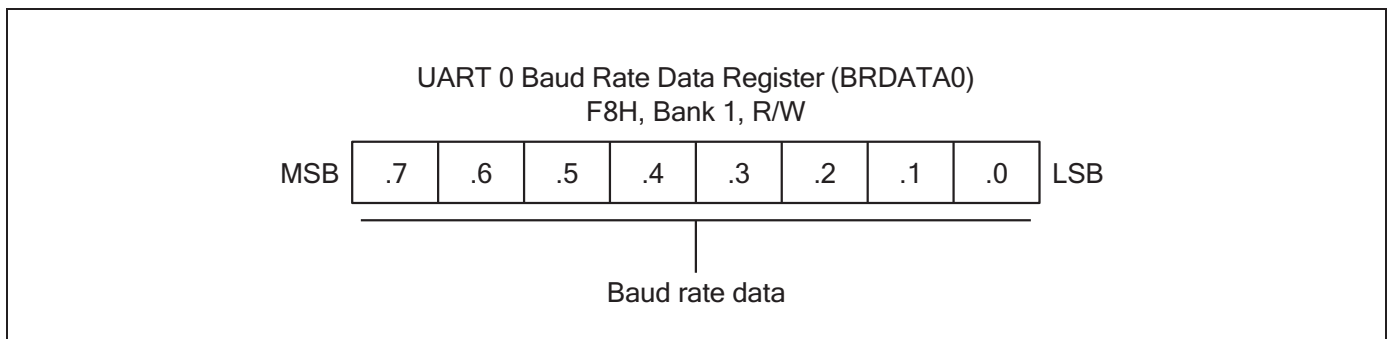 UART 0 Baud Rate Data Register (BRDATA0)
F8H, Bank 1, R/W
MSB .7 .6 .5 .4 .3 .2 .1 .0 LSB
Baud rate data